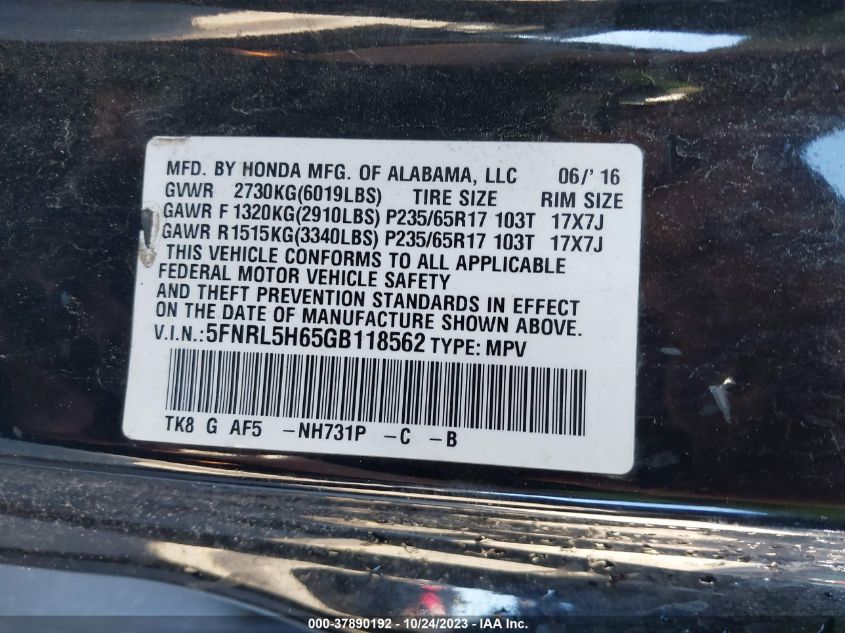 MFD. BY HONDA MFG. OF ALABAMA, LLC 06/' 16
GVWR 2730KG(6019LBS) TIRE SIZE RIM SIZE
GAWR F 1320KG(2910LBS) P235/65R17 103T 17X7J
GAWR R1515KG(3340LBS) P235/65R17 103T 17X7J
THIS VEHICLE CONFORMS TO ALL APPLICABLE
FEDERAL MOTOR VEHICLE SAFETY
AND THEFT PREVENTION STANDARDS IN EFFECT
ON THE DATE OF MANUFACTURE SHOWN ABOVE.
V.I.N.:5FNRL5H65GB118562 TYPE: MPV
TK8 G AF5 -NH731P -C -B
000-37890192 - 10/24/2023 - IAA Inc.